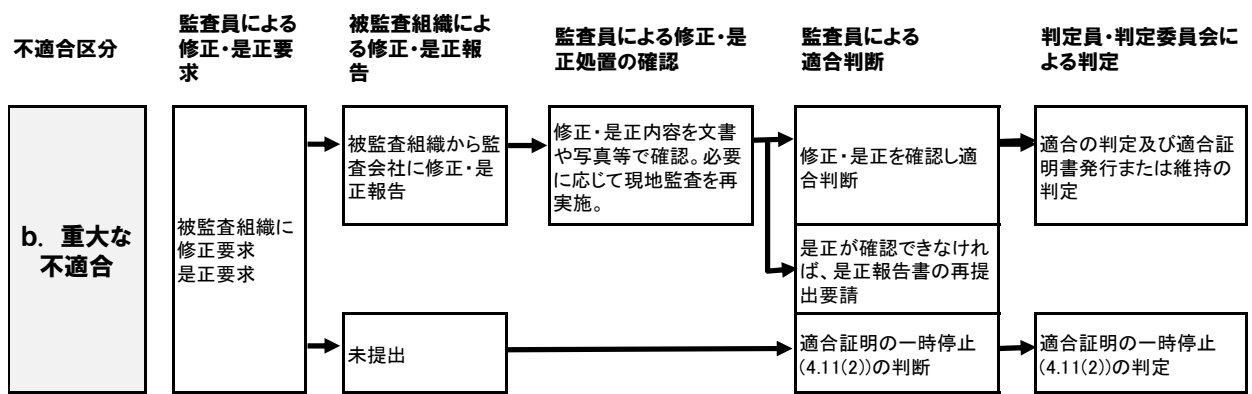 不適合区分
監査員による
修正・是正要
求
被監査組織によ
る修正・是正報
告
監査員による修正・是
正処置の確認
監査員による
適合判断
判定員・判定委員会に
よる判定
b. 重大な
不適合
被監査組織に
修正要求
是正要求
被監査組織から監
査会社に修正・是
正報告
修正・是正内容を文書
や写真等で確認。必要
に応じて現地監査を再
実施。
修正・是正を確認し適
合判断
適合の判定及び適合証
明書発行または維持の
判定
是正が確認できなけれ
ば、是正報告書の再提
出要請
未提出
適合証明の一時停止
(4.11(2))の判断
適合証明の一時停止
(4.11(2))の判定